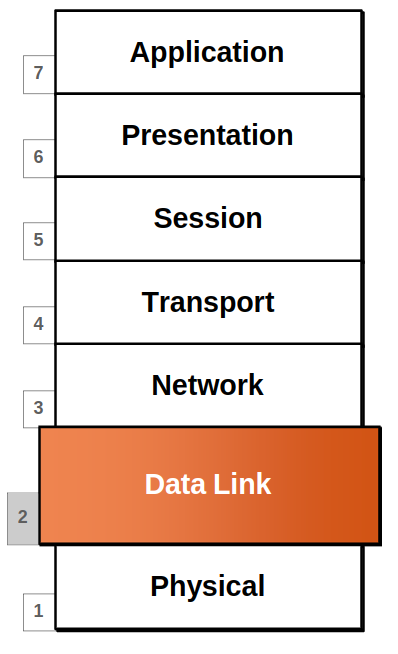 Application
7
Presentation
6
Session
5
Transport
4
Network
3
Data Link
2
Physical
1